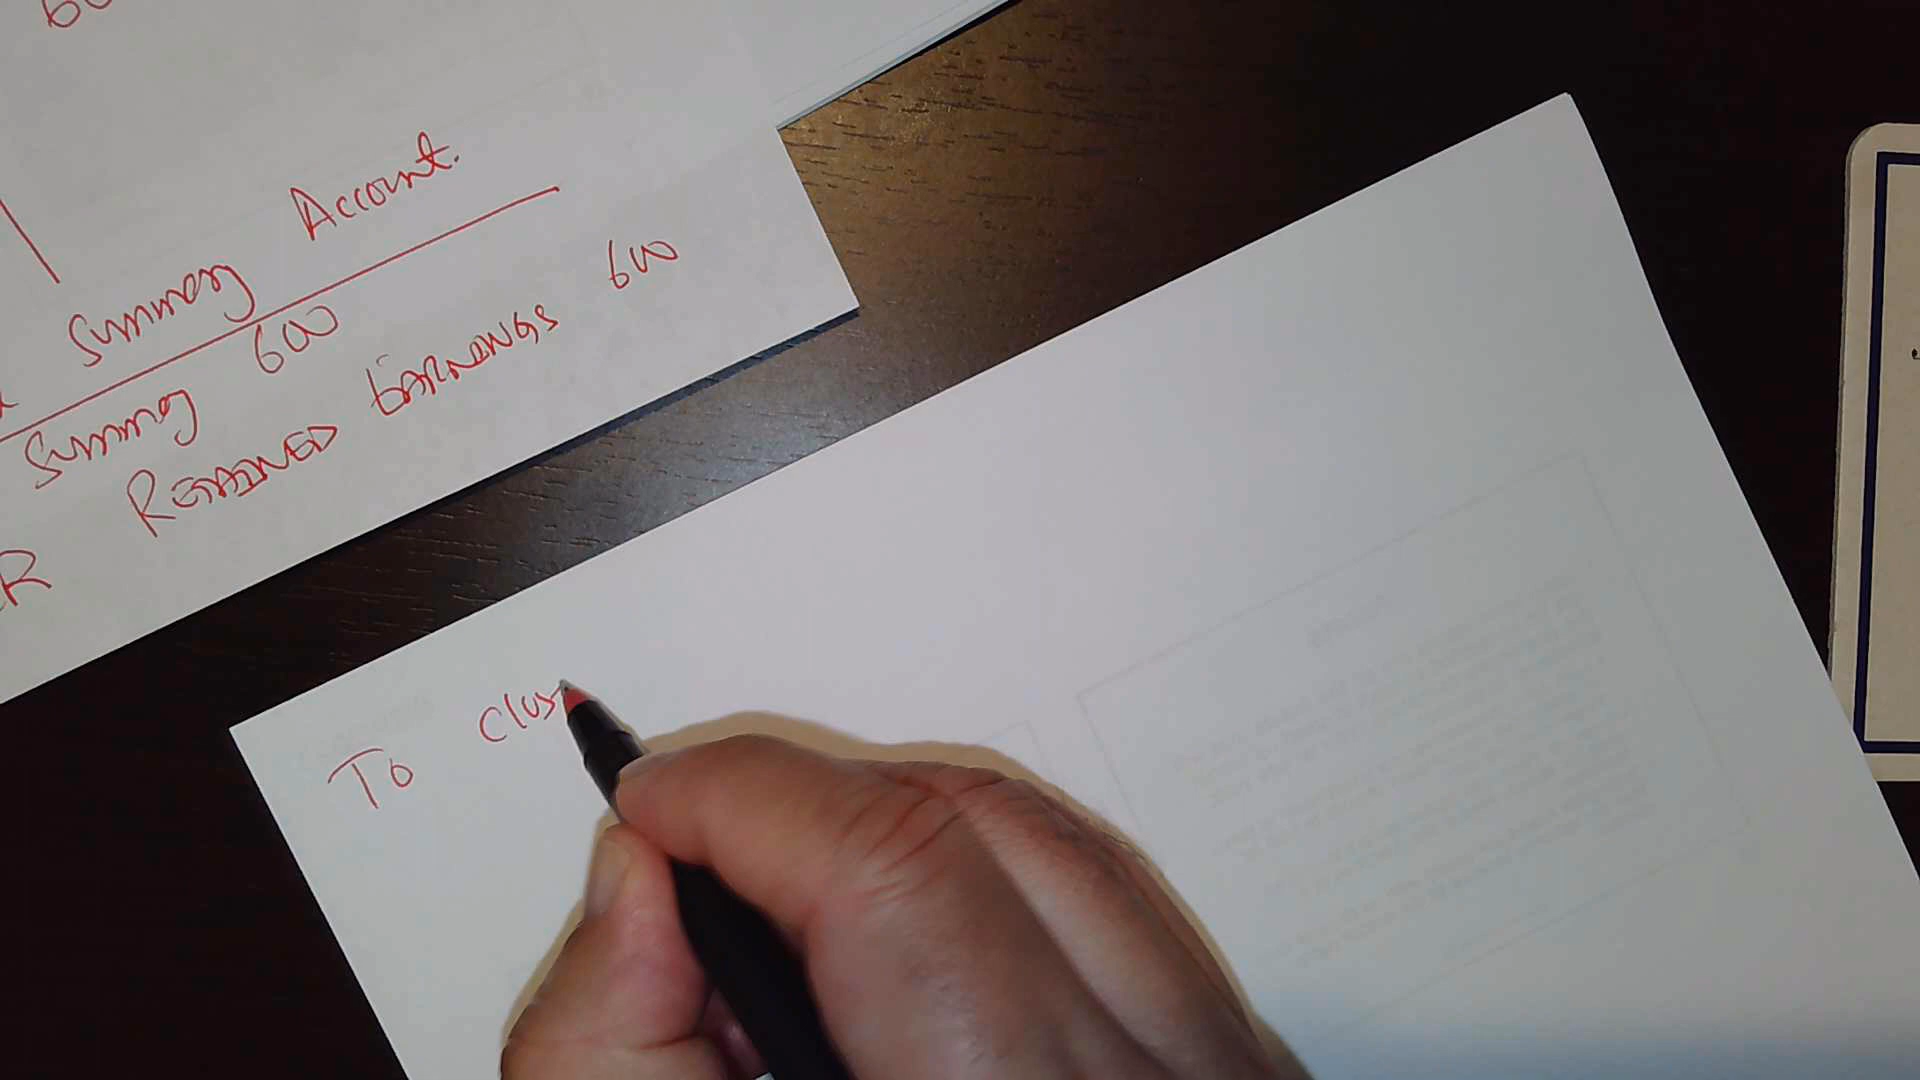 Summary Account.
Summary 600
RETAINED EARNINGS 600
To Clos